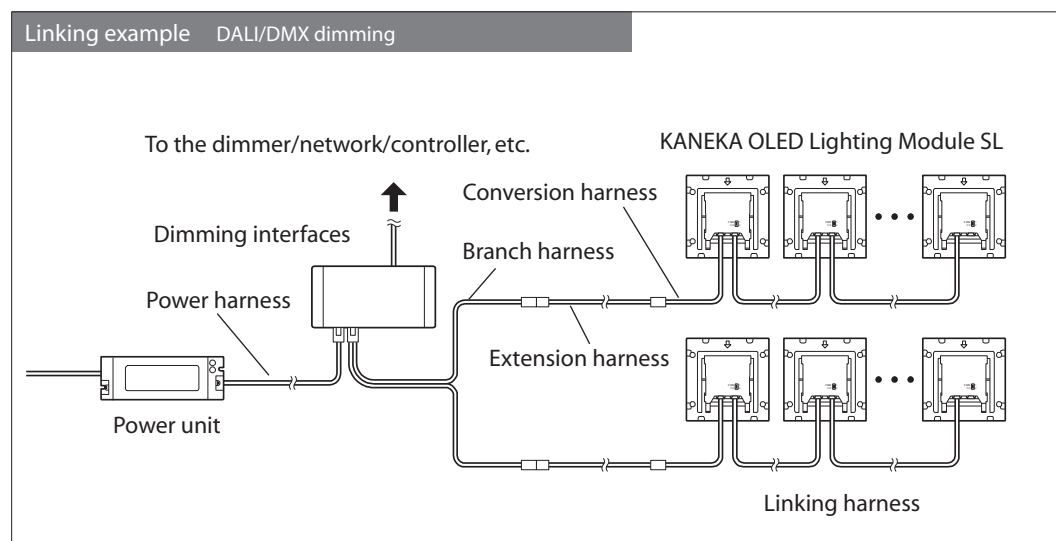 Linking example DALI/DMX dimming
To the dimmer/network/controller, etc.
KANEKA OLED Lighting Module SL
Conversion harness
Dimming interfaces
Branch harness
Power harness
Extension harness
Power unit
Linking harness